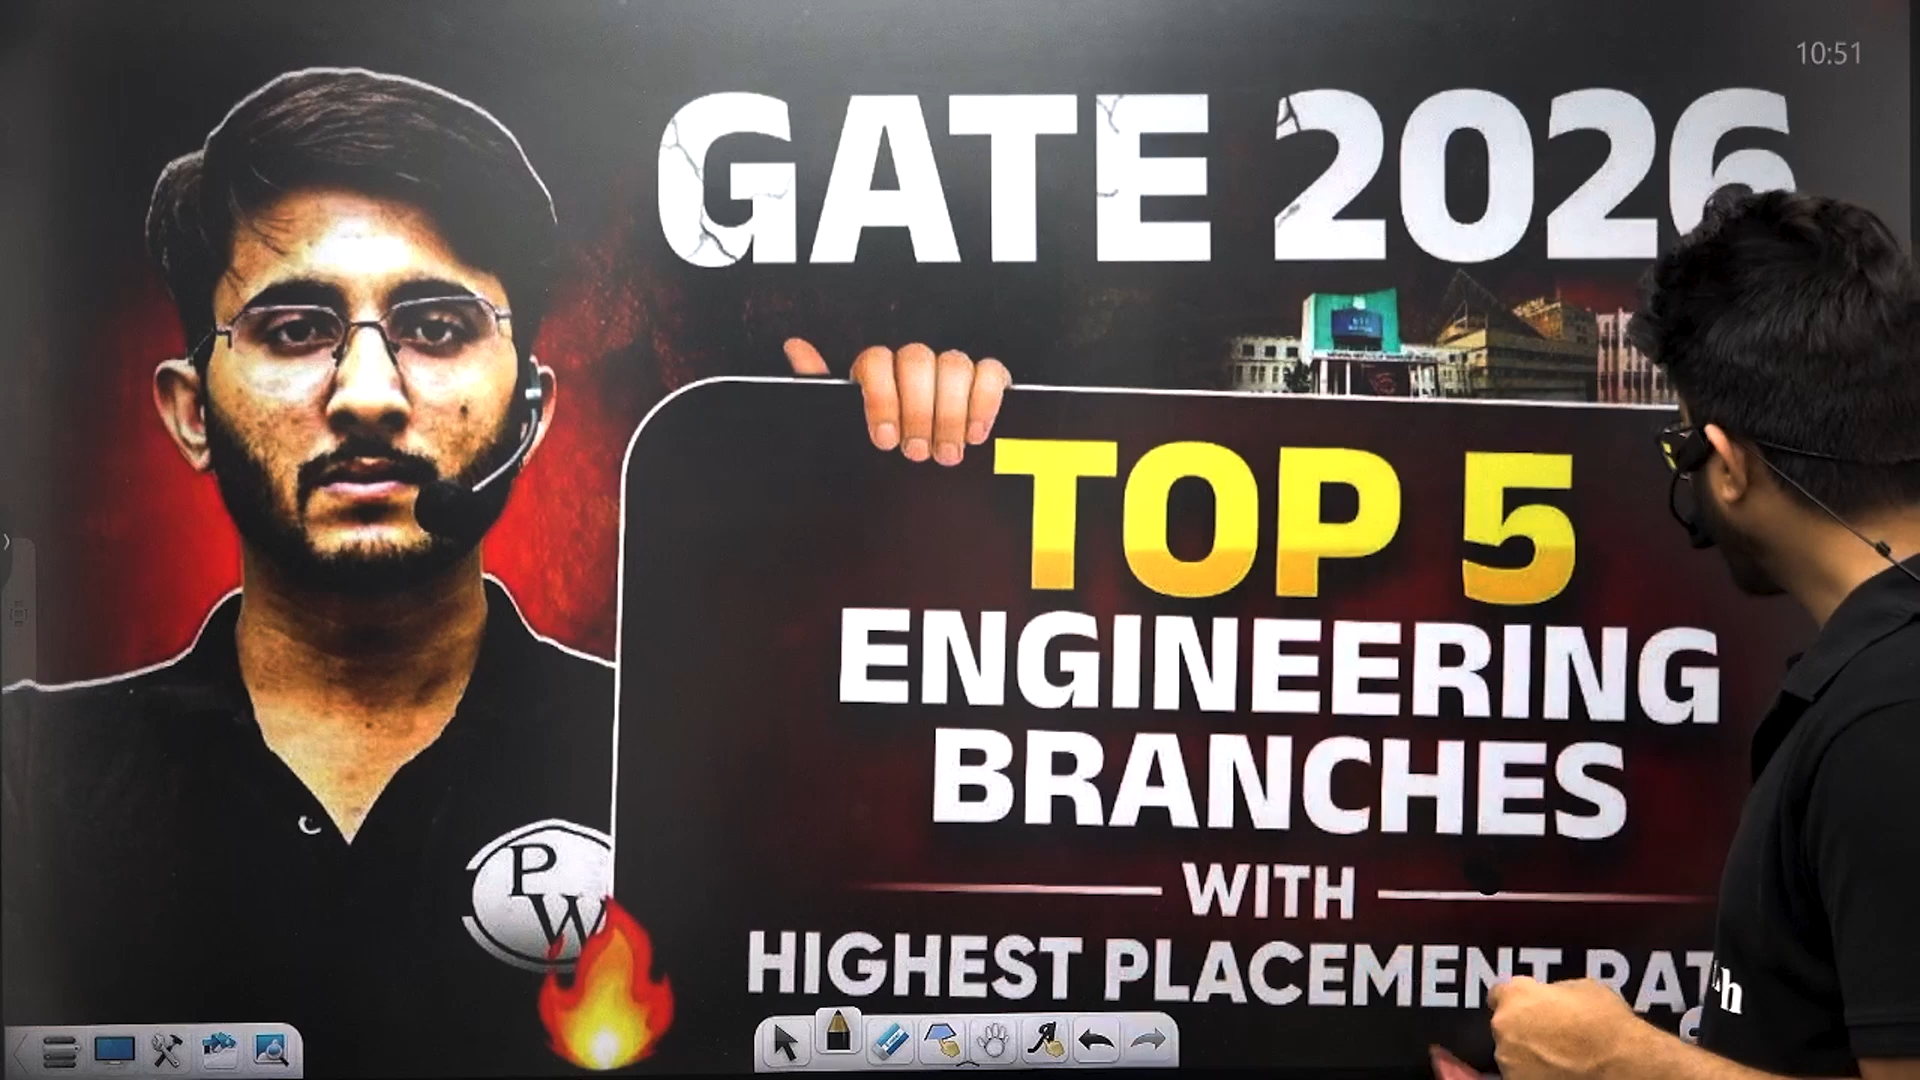 10:51
GATE 2026
TOP 5
ENGINEERING
BRANCHES
WITH
HIGHEST PLACEMENT
PW